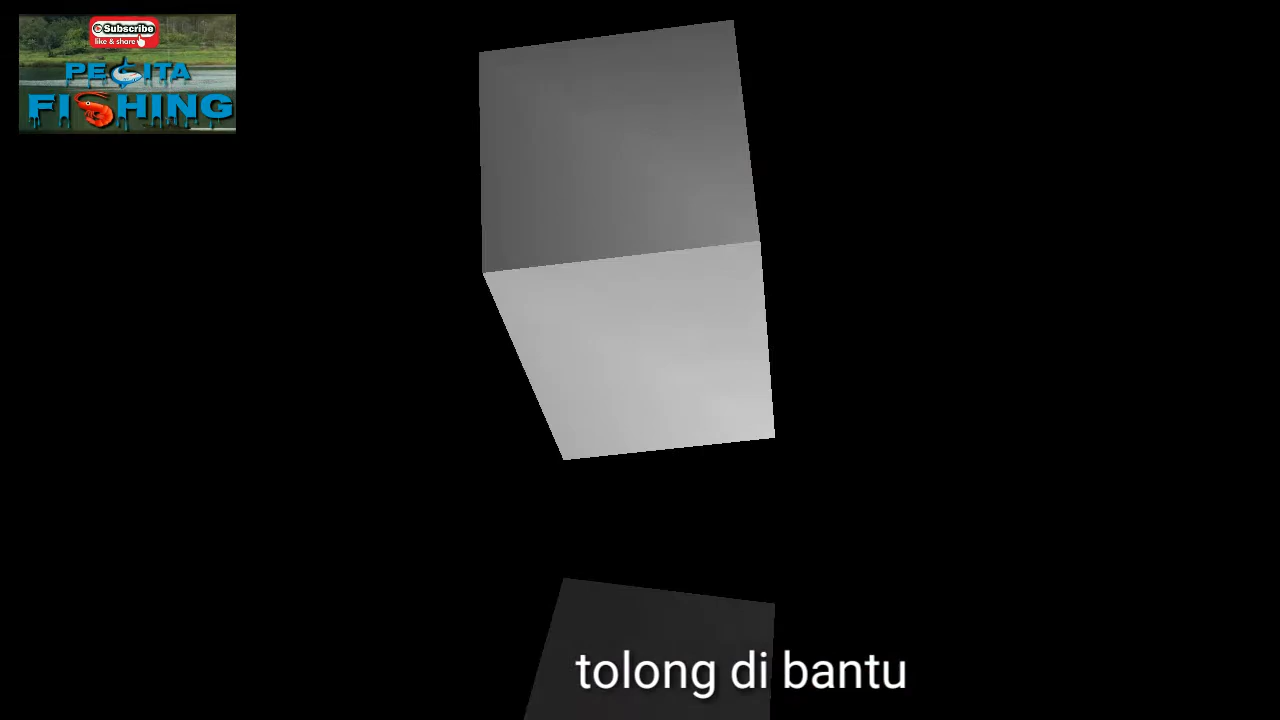 Subscribe
like & share
PECITA
FISHING
tolong di bantu